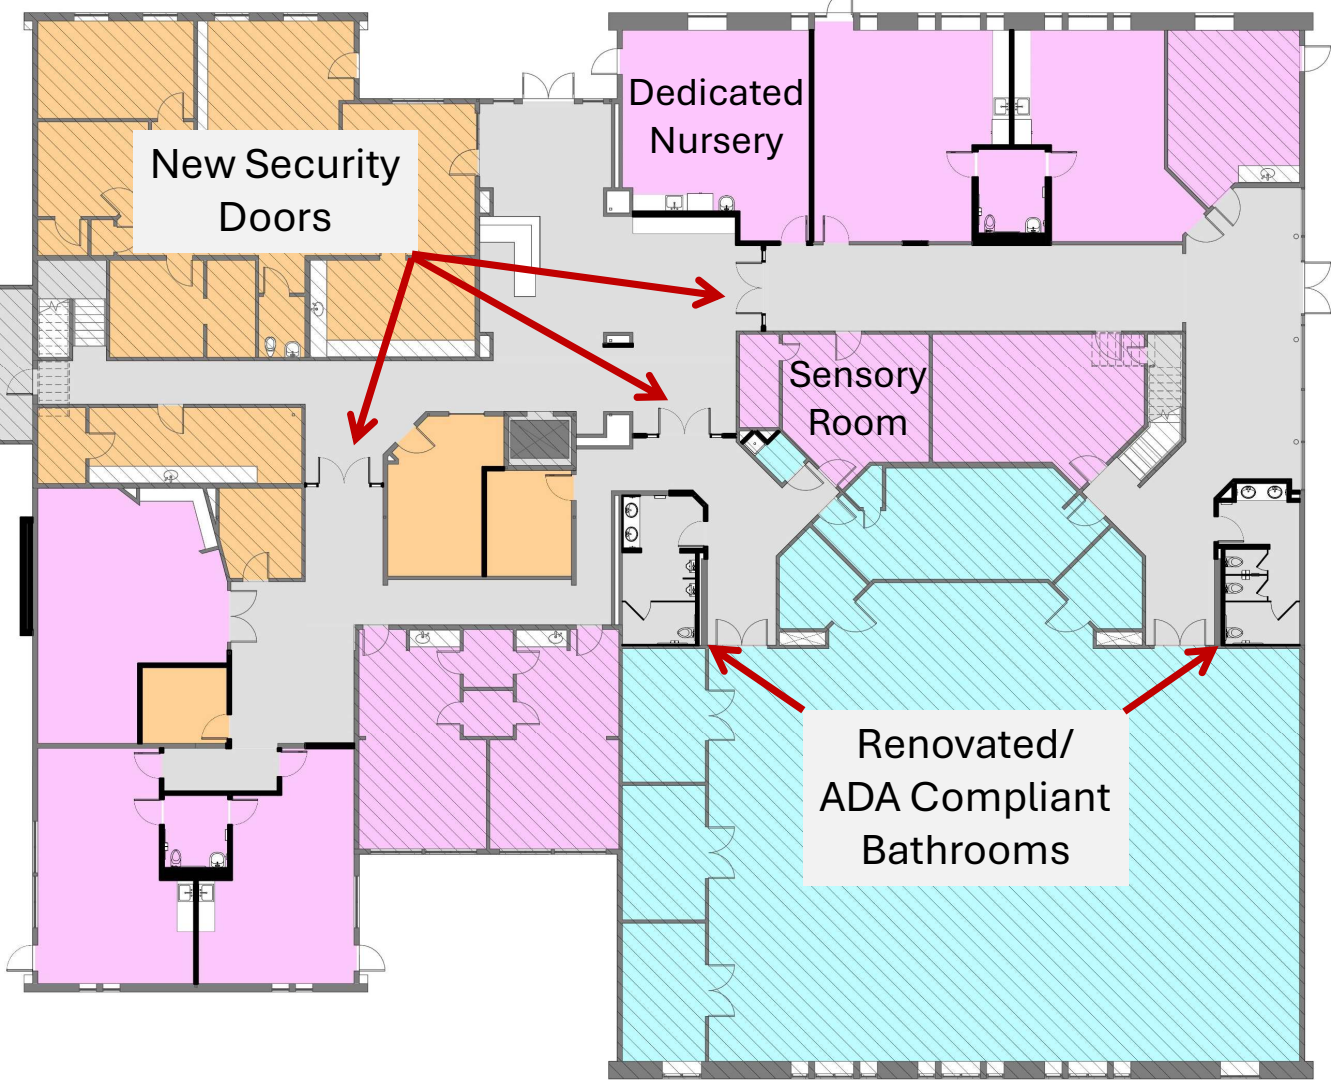 Dedicated
Nursery
New Security
Doors
Sensory
Room
Renovated/
ADA Compliant
Bathrooms